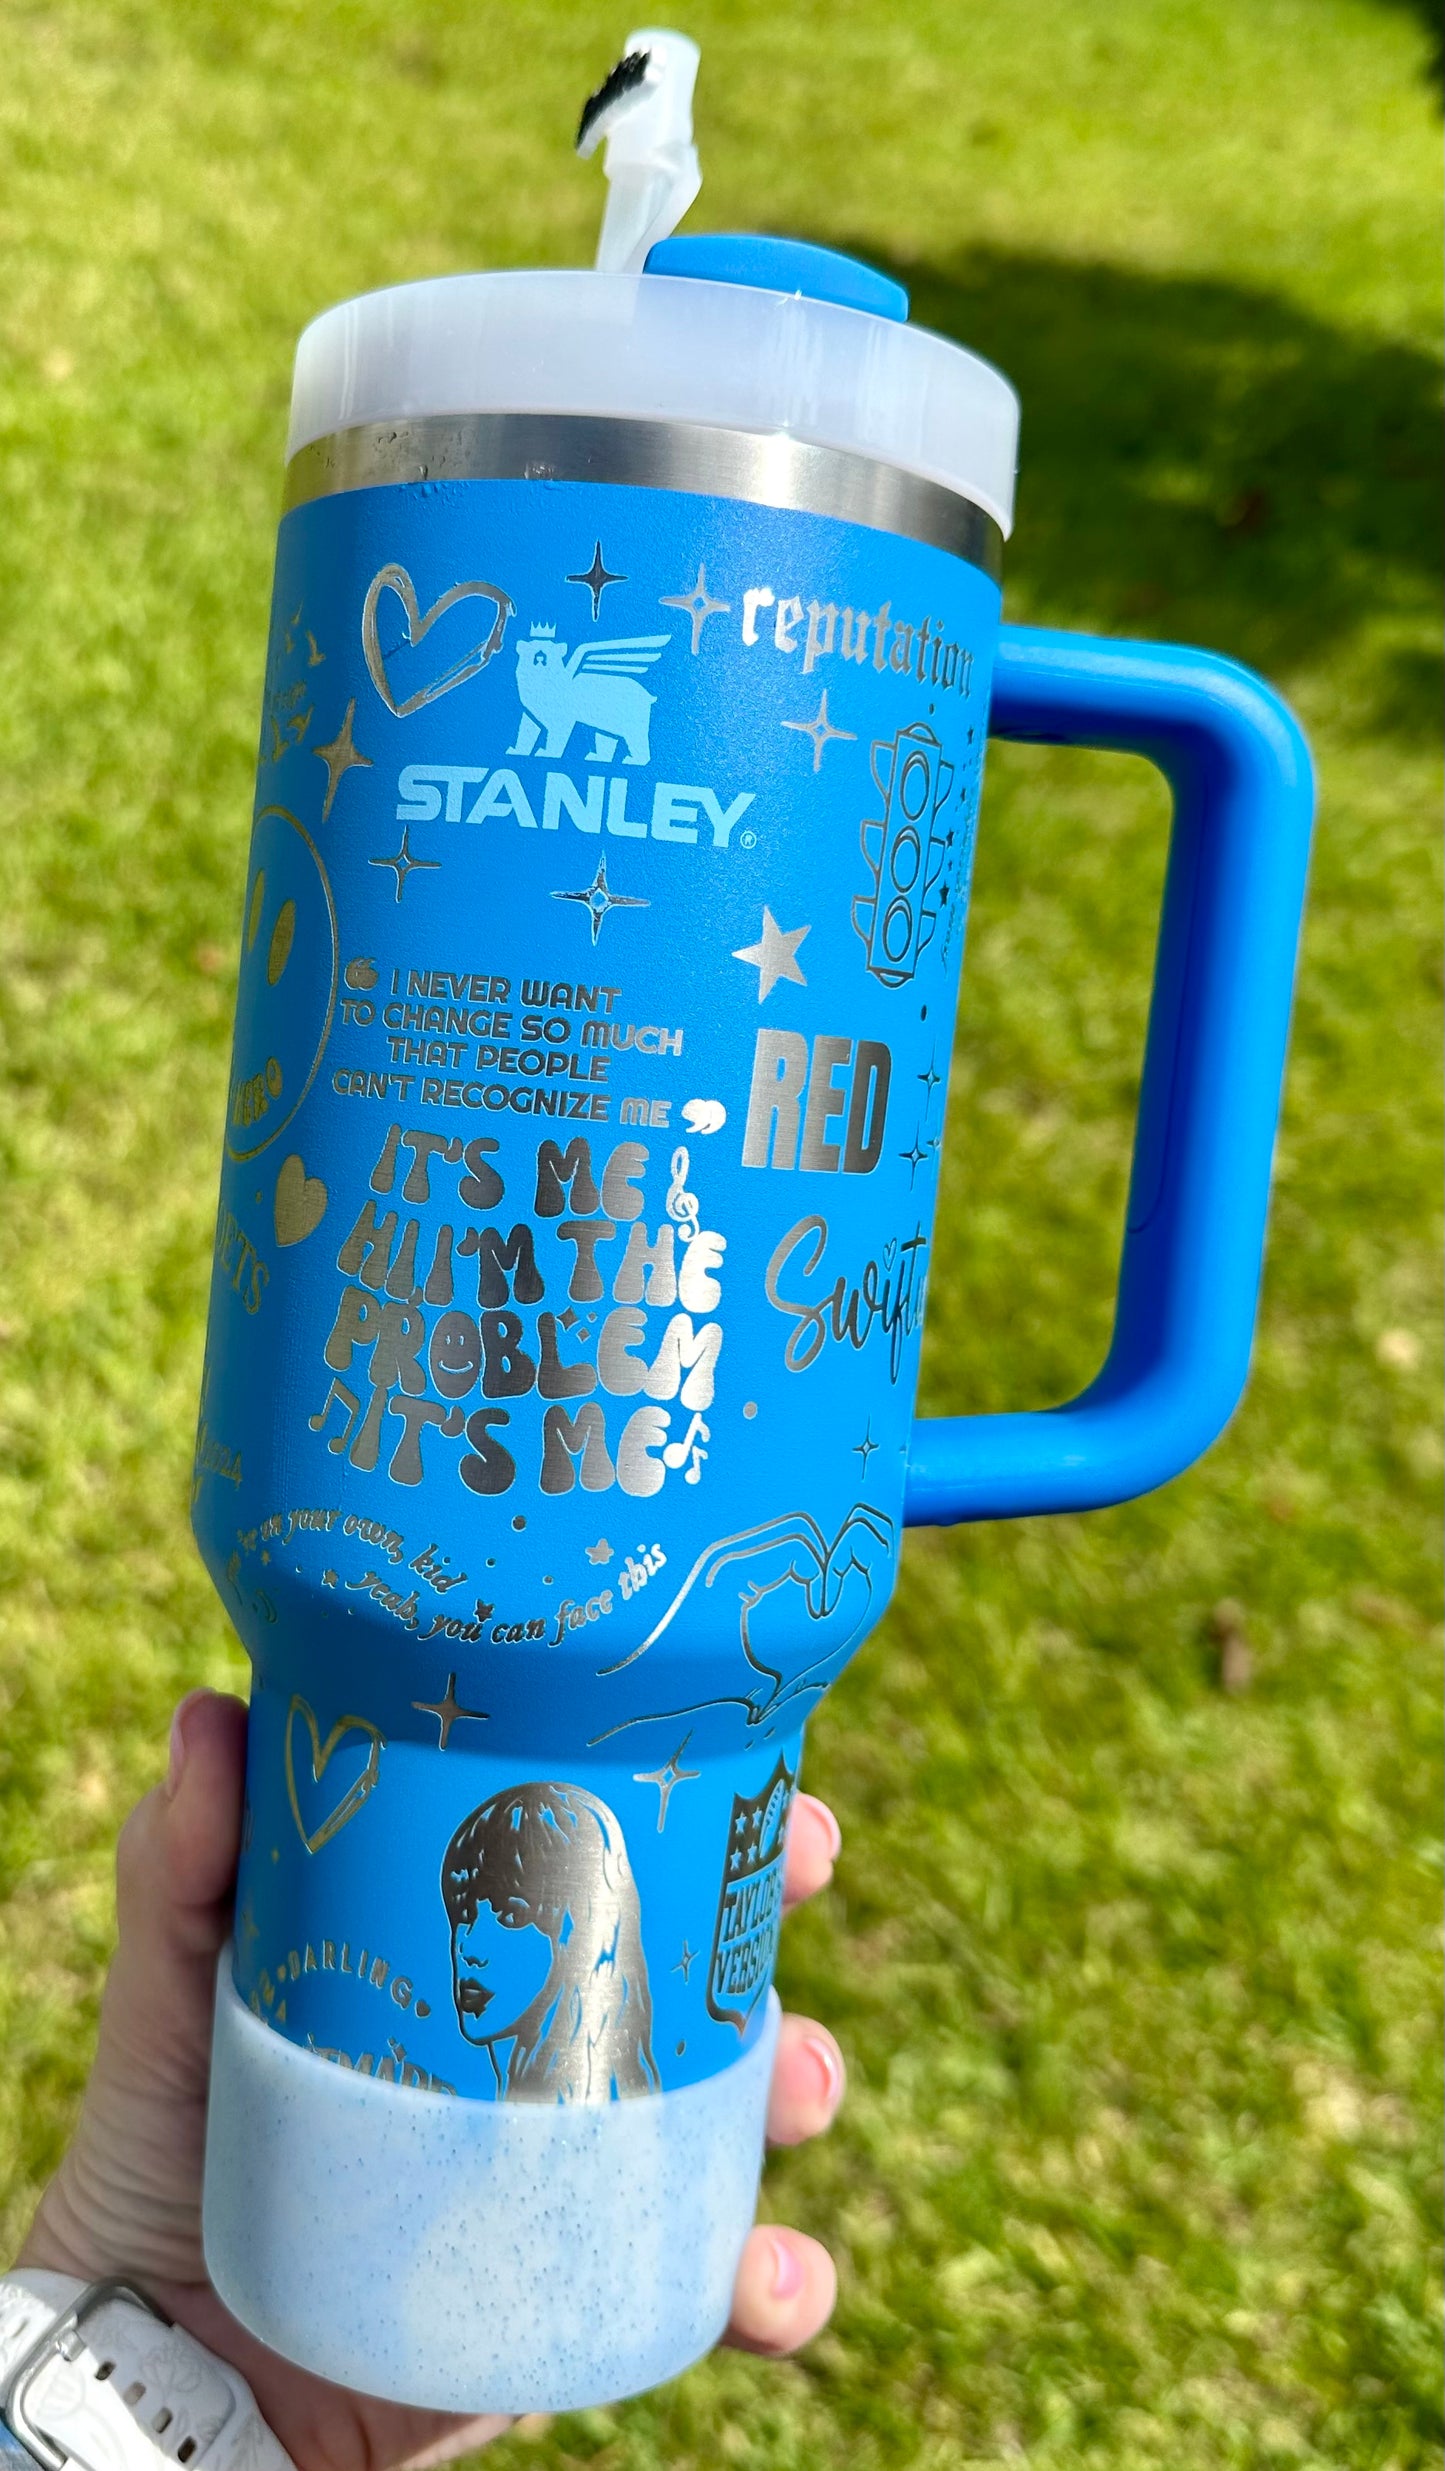 reputation
STANLEY®
“ I NEVER WANT
TO CHANGE SO MUCH
THAT PEOPLE
CAN'T RECOGNIZE ME ”
RED
IT'S ME
HI I'M THE
PROBLEM
IT'S ME
Swift
on your own, kid
yeah, you can face this
TAYLOR'S
VERSION
DARLING